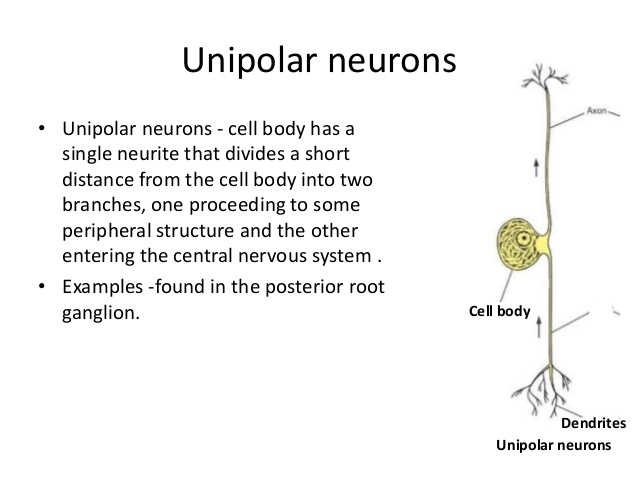 Unipolar neurons
• Unipolar neurons - cell body has a
single neurite that divides a short
distance from the cell body into two
branches, one proceeding to some
peripheral structure and the other
entering the central nervous system .
• Examples -found in the posterior root
ganglion.
Axon
Cell body
Dendrites
Unipolar neurons